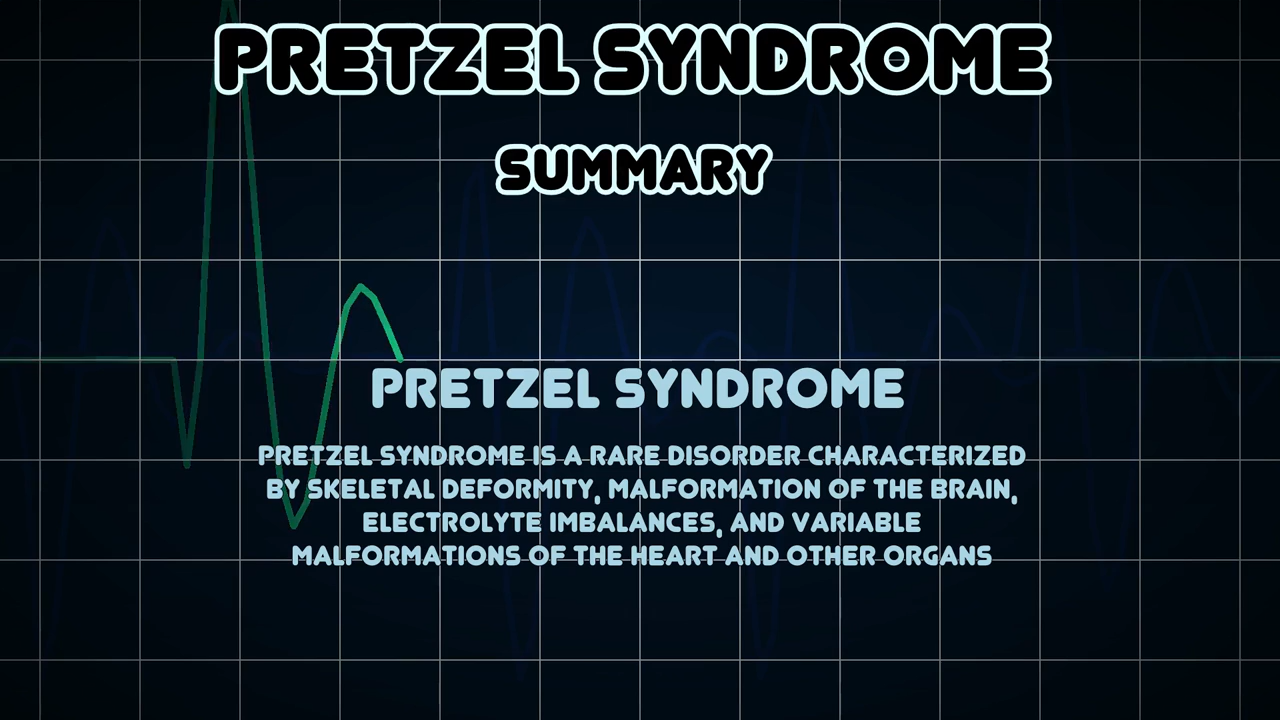 PRETZEL SYNDROME
SUMMARY
PRETZEL SYNDROME
PRETZEL SYNDROME IS A RARE DISORDER CHARACTERIZED
BY SKELETAL DEFORMITY, MALFORMATION OF THE BRAIN,
ELECTROLYTE IMBALANCES, AND VARIABLE
MALFORMATIONS OF THE HEART AND OTHER ORGANS